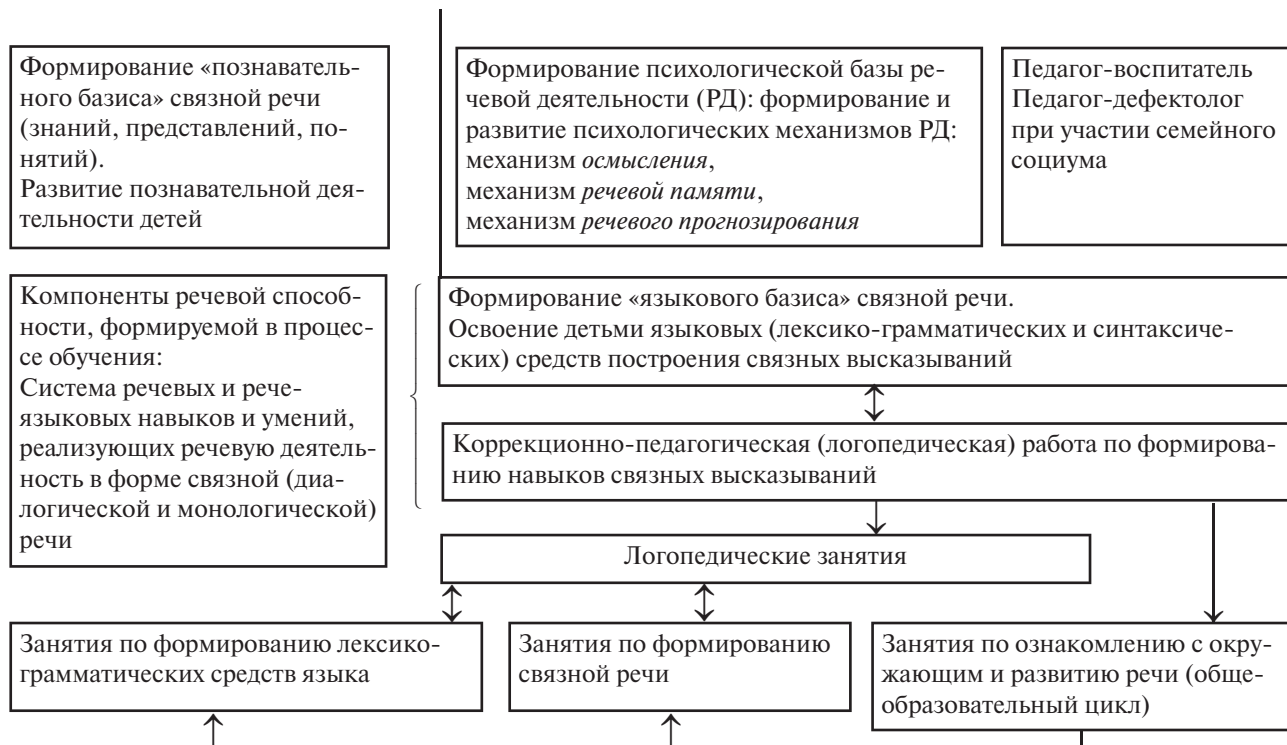 Формирование «познаватель-
ного базиса» связной речи
(знаний, представлений, по-
нятий).
Развитие познавательной дея-
тельности детей
Формирование психологической базы ре-
чевой деятельности (РД): формирование и
развитие психологических механизмов РД:
механизм осмысления,
механизм речевой памяти,
механизм речевого прогнозирования
Педагог-воспитатель
Педагог-дефектолог
при участии семейного
социума
Компоненты речевой способ-
ности, формируемой в процес-
се обучения:
Система речевых и рече-
языковых навыков и умений,
реализующих речевую деятель-
ность в форме связной (диа-
логической и монологической)
речи
Формирование «языкового базиса» связной речи.
Освоение детьми языковых (лексико-грамматических и синтаксиче-
ских) средств построения связных высказываний
Коррекционно-педагогическая (логопедическая) работа по формирова-
нию навыков связных высказываний
Логопедические занятия
Занятия по формированию лексико-
грамматических средств языка
Занятия по формированию
связной речи
Занятия по ознакомлению с окру-
жающим и развитию речи (обще-
образовательный цикл)